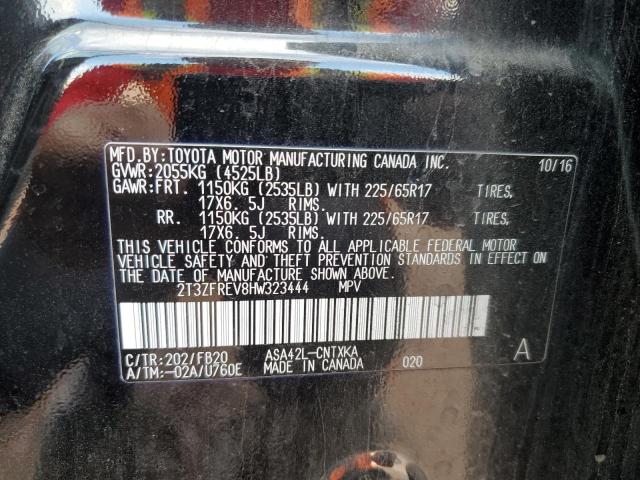 MFD.BY:TOYOTA MOTOR MANUFACTURING CANADA INC. 10/16
GVWR:2055KG (4525LB)
GAWR:FRT. 1150KG (2535LB) WITH 225/65R17 TIRES,
17X6. 5J RIMS.
RR. 1150KG (2535LB) WITH 225/65R17 TIRES,
17X6. 5J RIMS.
THIS VEHICLE CONFORMS TO ALL APPLICABLE FEDERAL MOTOR
VEHICLE SAFETY AND THEFT PREVENTION STANDARDS IN EFFECT ON
THE DATE OF MANUFACTURE SHOWN ABOVE.
2T3ZFREV8HW323444 MPV
C/TR:202/FB20 ASA42L-CNTXKA A
A/TM:-02A/U760E MADE IN CANADA 020